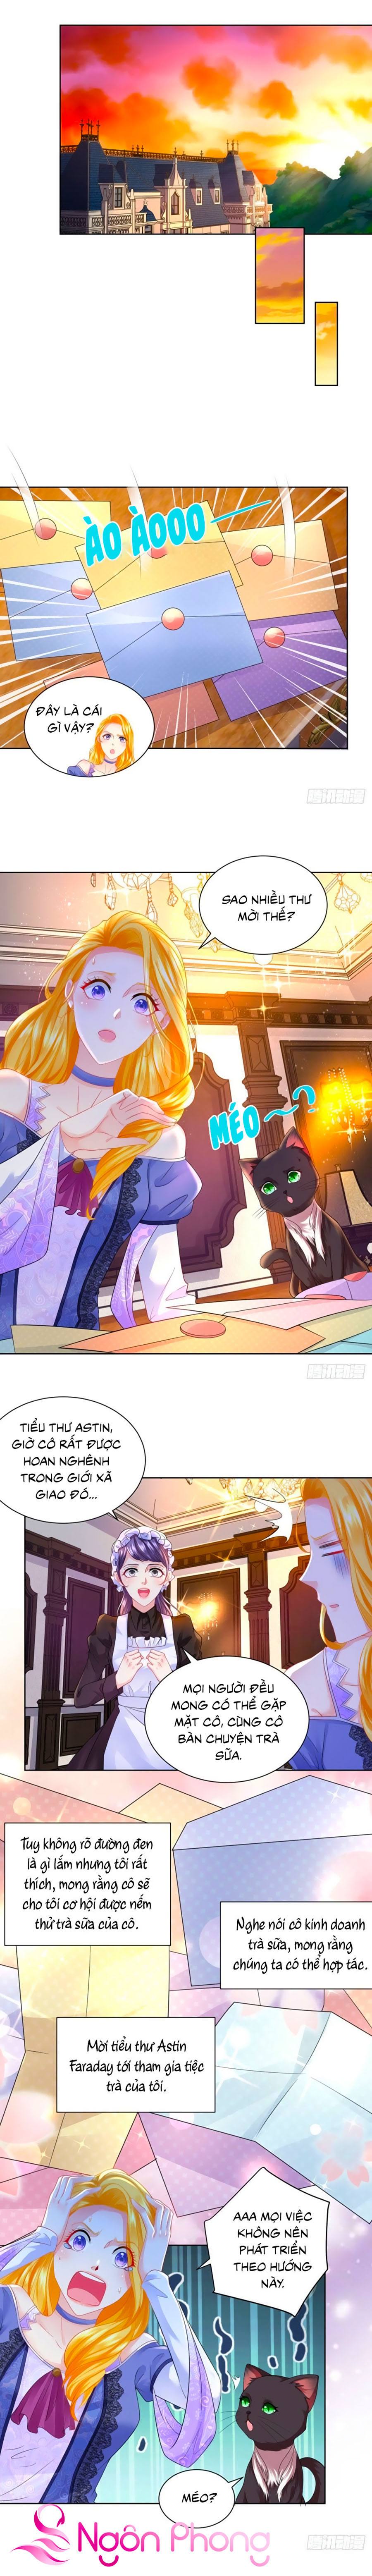 ÀO ÀOOO
ĐÂY LÀ CÁI
GÌ VẬY?
SAO NHIỀU THƯ
MỜI THẾ?
MÉO ~?
TIỂU THƯ ASTIN,
GIỜ CÔ RẤT ĐƯỢC
HOAN NGHÊNH
TRONG GIỚI XÃ
GIAO ĐÓ...
MỌI NGƯỜI ĐỀU
MONG CÓ THỂ GẶP
MẶT CÔ, CÙNG CÔ
BÀN CHUYỆN TRÀ
SỮA.
Tuy không rõ đường đen
là gì lắm nhưng tôi rất
thích, mong rằng cô sẽ
cho tôi cơ hội được nếm
thử trà sữa của cô.
Nghe nói cô kinh doanh
trà sữa, mong rằng
chúng ta có thể hợp tác.
Mời tiểu thư Astin
Faraday tới tham gia tiệc
trà của tôi.
AAA MỌI VIỆC
KHÔNG NÊN
PHÁT TRIỂN
THEO HƯỚNG
NÀY.
MÉO?
Ngôn Phong